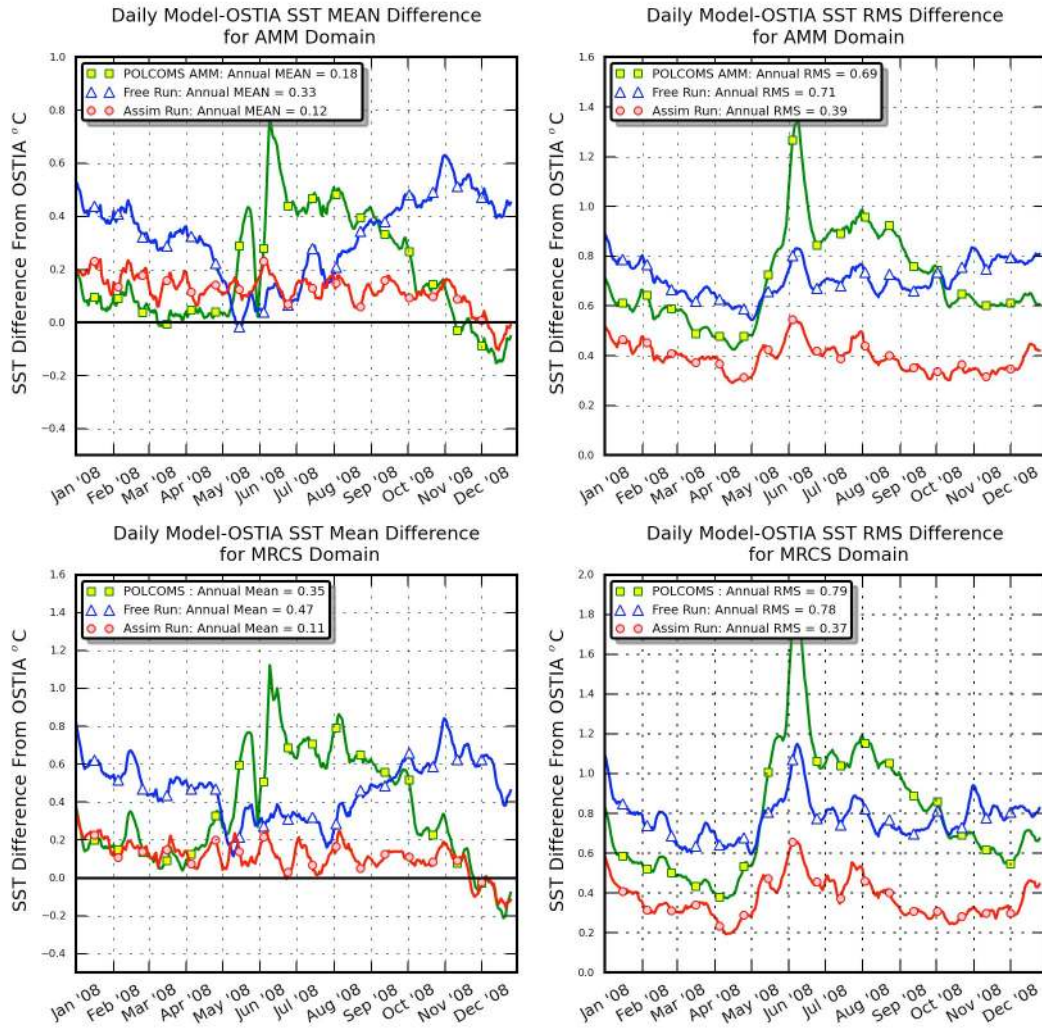 Daily Model-OSTIA SST MEAN Difference
for AMM Domain
SST Difference From OSTIA °C
1.0
0.8
0.6
0.4
0.2
0.0
−0.2
−0.4
POLCOMS AMM: Annual MEAN = 0.18
Free Run: Annual MEAN = 0.33
Assim Run: Annual MEAN = 0.12
Jan '08 Feb '08 Mar '08 Apr '08 May '08 Jun '08 Jul '08 Aug '08 Sep '08 Oct '08 Nov '08 Dec '08
Daily Model-OSTIA SST RMS Difference
for AMM Domain
SST Difference From OSTIA °C
1.6
1.4
1.2
1.0
0.8
0.6
0.4
0.2
0.0
POLCOMS AMM: Annual RMS = 0.69
Free Run: Annual RMS = 0.71
Assim Run: Annual RMS = 0.39
Jan '08 Feb '08 Mar '08 Apr '08 May '08 Jun '08 Jul '08 Aug '08 Sep '08 Oct '08 Nov '08 Dec '08
Daily Model-OSTIA SST Mean Difference
for MRCS Domain
SST Difference From OSTIA °C
1.6
1.4
1.2
1.0
0.8
0.6
0.4
0.2
0.0
−0.2
−0.4
POLCOMS : Annual Mean = 0.35
Free Run: Annual Mean = 0.47
Assim Run: Annual Mean = 0.11
Jan '08 Feb '08 Mar '08 Apr '08 May '08 Jun '08 Jul '08 Aug '08 Sep '08 Oct '08 Nov '08 Dec '08
Daily Model-OSTIA SST RMS Difference
for MRCS Domain
SST Difference From OSTIA °C
2.0
1.8
1.6
1.4
1.2
1.0
0.8
0.6
0.4
0.2
0.0
POLCOMS : Annual RMS = 0.79
Free Run: Annual RMS = 0.78
Assim Run: Annual RMS = 0.37
Jan '08 Feb '08 Mar '08 Apr '08 May '08 Jun '08 Jul '08 Aug '08 Sep '08 Oct '08 Nov '08 Dec '08